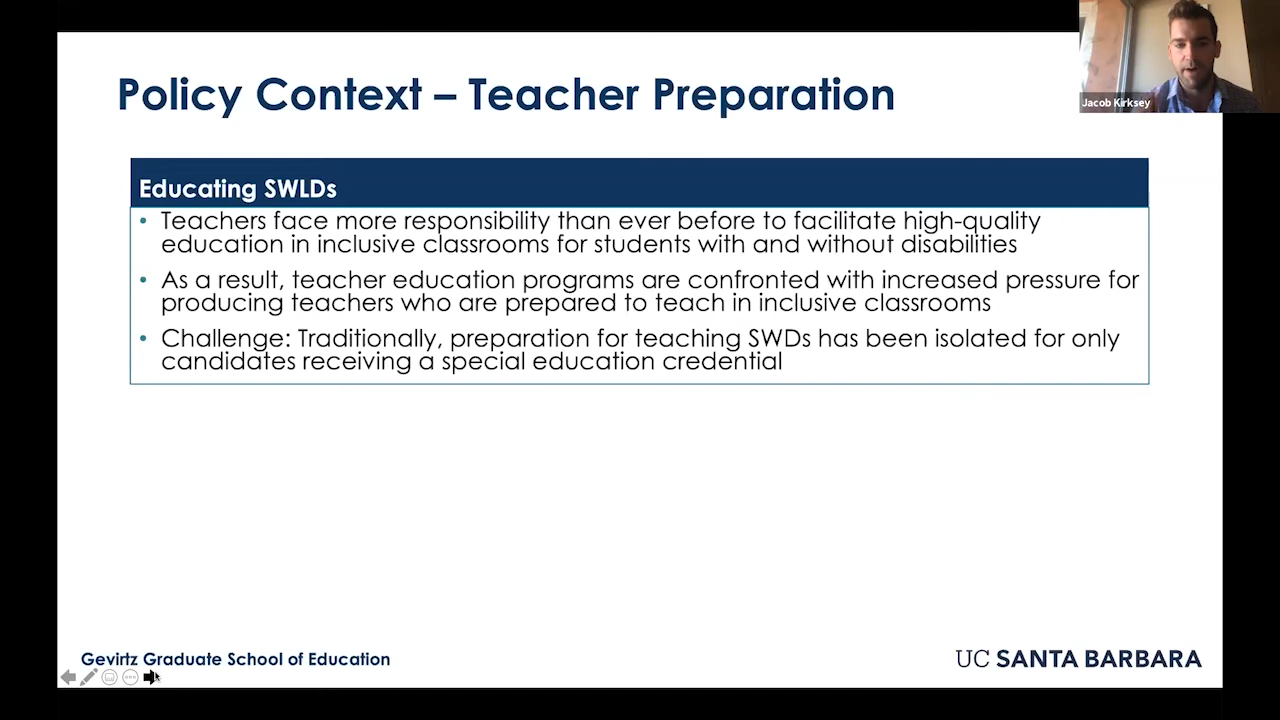 Policy Context – Teacher Preparation
Jacob Kirksey
Educating SWLDs
• Teachers face more responsibility than ever before to facilitate high-quality
education in inclusive classrooms for students with and without disabilities
• As a result, teacher education programs are confronted with increased pressure for
producing teachers who are prepared to teach in inclusive classrooms
• Challenge: Traditionally, preparation for teaching SWDs has been isolated for only
candidates receiving a special education credential
Gevirtz Graduate School of Education
UC SANTA BARBARA